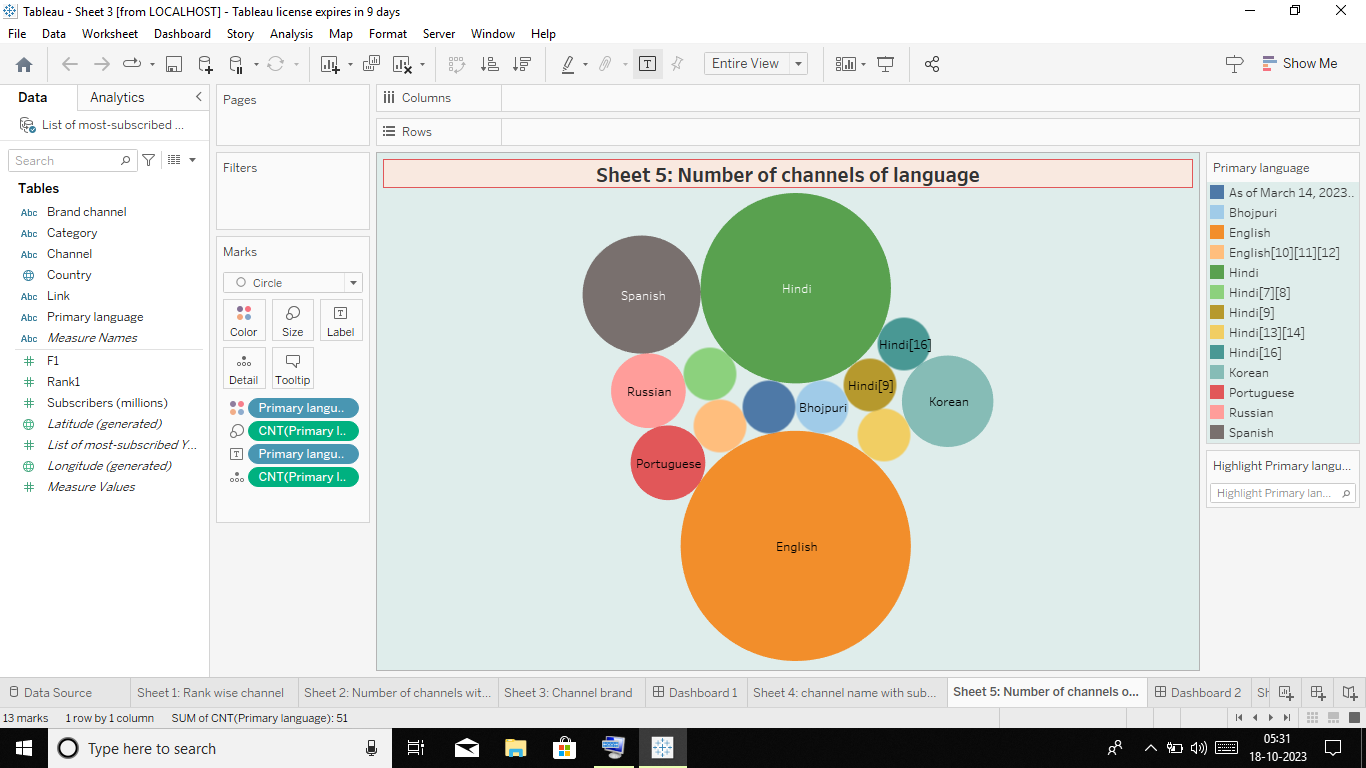 Tableau - Sheet 3 [from LOCALHOST] - Tableau license expires in 9 days
File Data Worksheet Dashboard Story Analysis Map Format Server Window Help
Entire View
Show Me
Data Analytics
List of most-subscribed ...
Search
Tables
Abc Brand channel
Abc Category
Abc Channel
Country
Abc Link
Abc Primary language
Abc Measure Names
F1
Rank1
Subscribers (millions)
Latitude (generated)
List of most-subscribed Y...
Longitude (generated)
Measure Values
Pages
Filters
Marks
Circle
Color Size Label
Detail Tooltip
Primary langu..
CNT(Primary l..
Primary langu..
CNT(Primary l..
Columns
Rows
Sheet 5: Number of channels of language
Hindi
Spanish
Hindi[16]
Hindi[9]
Russian
Korean
Bhojpuri
Portuguese
English
Primary language
As of March 14, 2023..
Bhojpuri
English
English[10][11][12]
Hindi
Hindi[7][8]
Hindi[9]
Hindi[13][14]
Hindi[16]
Korean
Portuguese
Russian
Spanish
Highlight Primary langu...
Highlight Primary lan...
Data Source Sheet 1: Rank wise channel Sheet 2: Number of channels wit... Sheet 3: Channel brand Dashboard 1 Sheet 4: channel name with sub... Sheet 5: Number of channels o... Dashboard 2 Sh
13 marks 1 row by 1 column SUM of CNT(Primary language): 51
Type here to search
05:31
18-10-2023